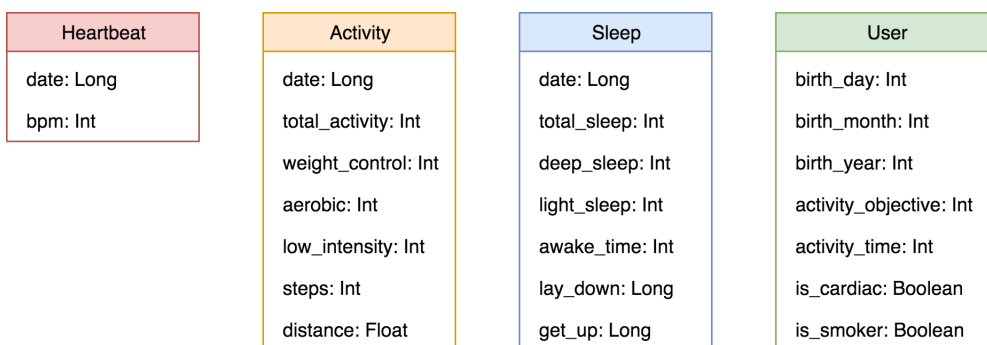 Heartbeat
date: Long
bpm: Int
Activity
date: Long
total_activity: Int
weight_control: Int
aerobic: Int
low_intensity: Int
steps: Int
distance: Float
Sleep
date: Long
total_sleep: Int
deep_sleep: Int
light_sleep: Int
awake_time: Int
lay_down: Long
get_up: Long
User
birth_day: Int
birth_month: Int
birth_year: Int
activity_objective: Int
activity_time: Int
is_cardiac: Boolean
is_smoker: Boolean